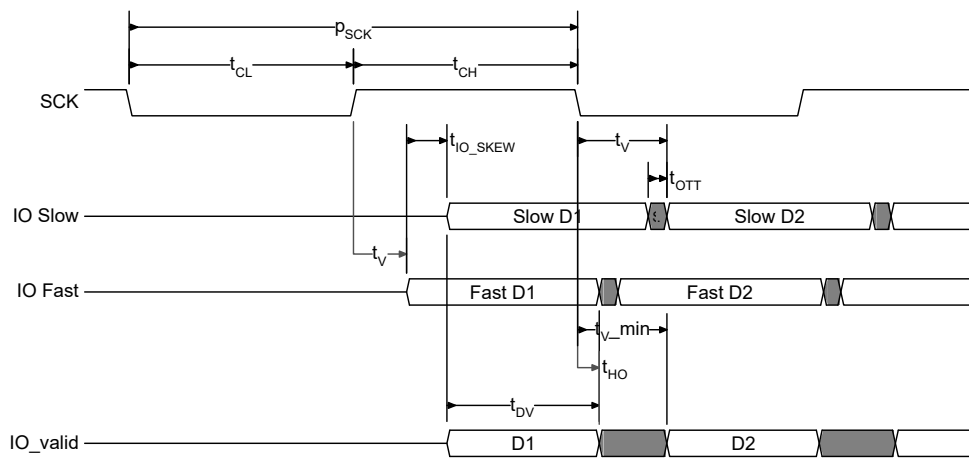 pSCK
tCL tCH
SCK
tIO_SKEW tV
tOTT
IO Slow Slow D1 Slow D2
tV
IO Fast Fast D1 Fast D2
tV_min
tHO
tDV
IO_valid D1 D2